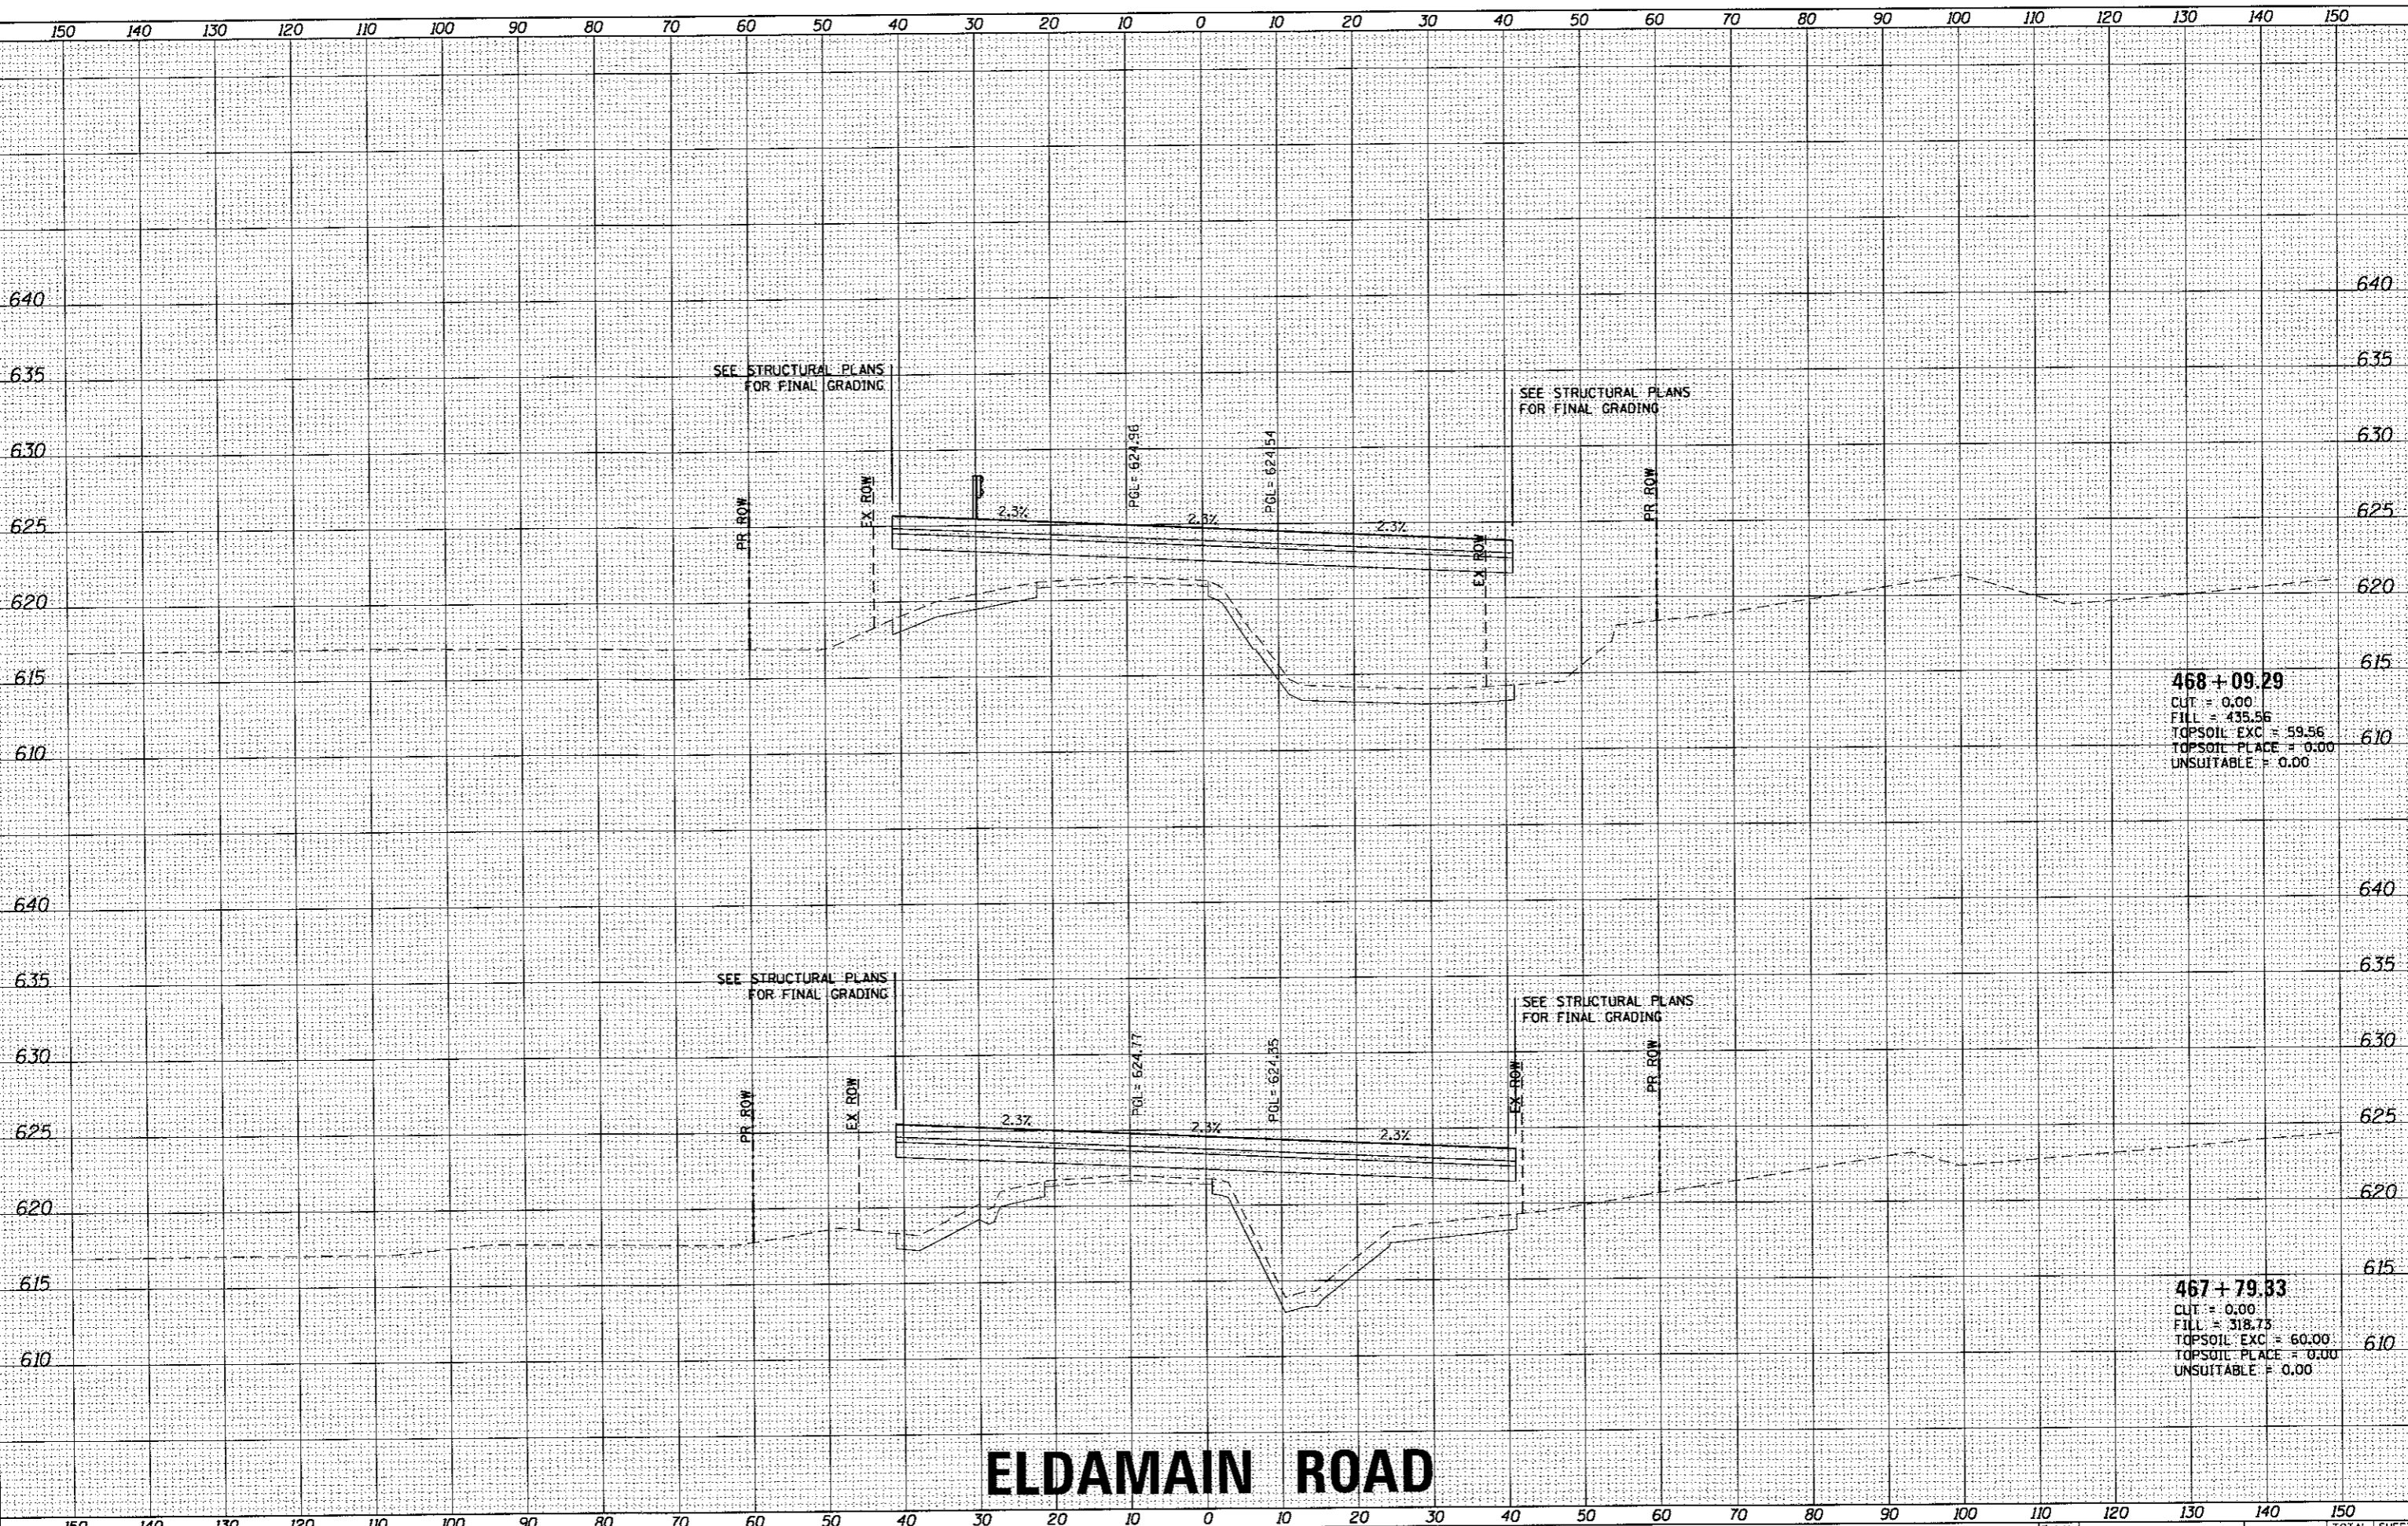 150 140 130 120 110 100 90 80 70 60 50 40 30 20 10 0 10 20 30 40 50 60 70 80 90 100 110 120 130 140 150
640 640
635 635
SEE STRUCTURAL PLANS
FOR FINAL GRADING
SEE STRUCTURAL PLANS
FOR FINAL GRADING
630 630
PGL= 624.96
PGL= 624.54
PR ROW
EX ROW
EX ROW
PR ROW
625 625
2.3% 2.3% 2.3%
620 620
615 615
468+09.29
CUT = 0.00
FILL = 435.56
TOPSOIL EXC = 59.56
TOPSOIL PLACE = 0.00
UNSUITABLE = 0.00
610 610
640 640
635 635
SEE STRUCTURAL PLANS
FOR FINAL GRADING
SEE STRUCTURAL PLANS
FOR FINAL GRADING
630 630
PGL= 624.77
PGL= 624.35
PR ROW
EX ROW
EX ROW
PR ROW
625 625
2.3% 2.3% 2.3%
620 620
615 615
467+79.33
CUT = 0.00
FILL = 318.73
TOPSOIL EXC = 60.00
TOPSOIL PLACE = 0.00
UNSUITABLE = 0.00
610 610
ELDAMAIN ROAD
150 140 130 120 110 100 90 80 70 60 50 40 30 20 10 0 10 20 30 40 50 60 70 80 90 100 110 120 130 140 150